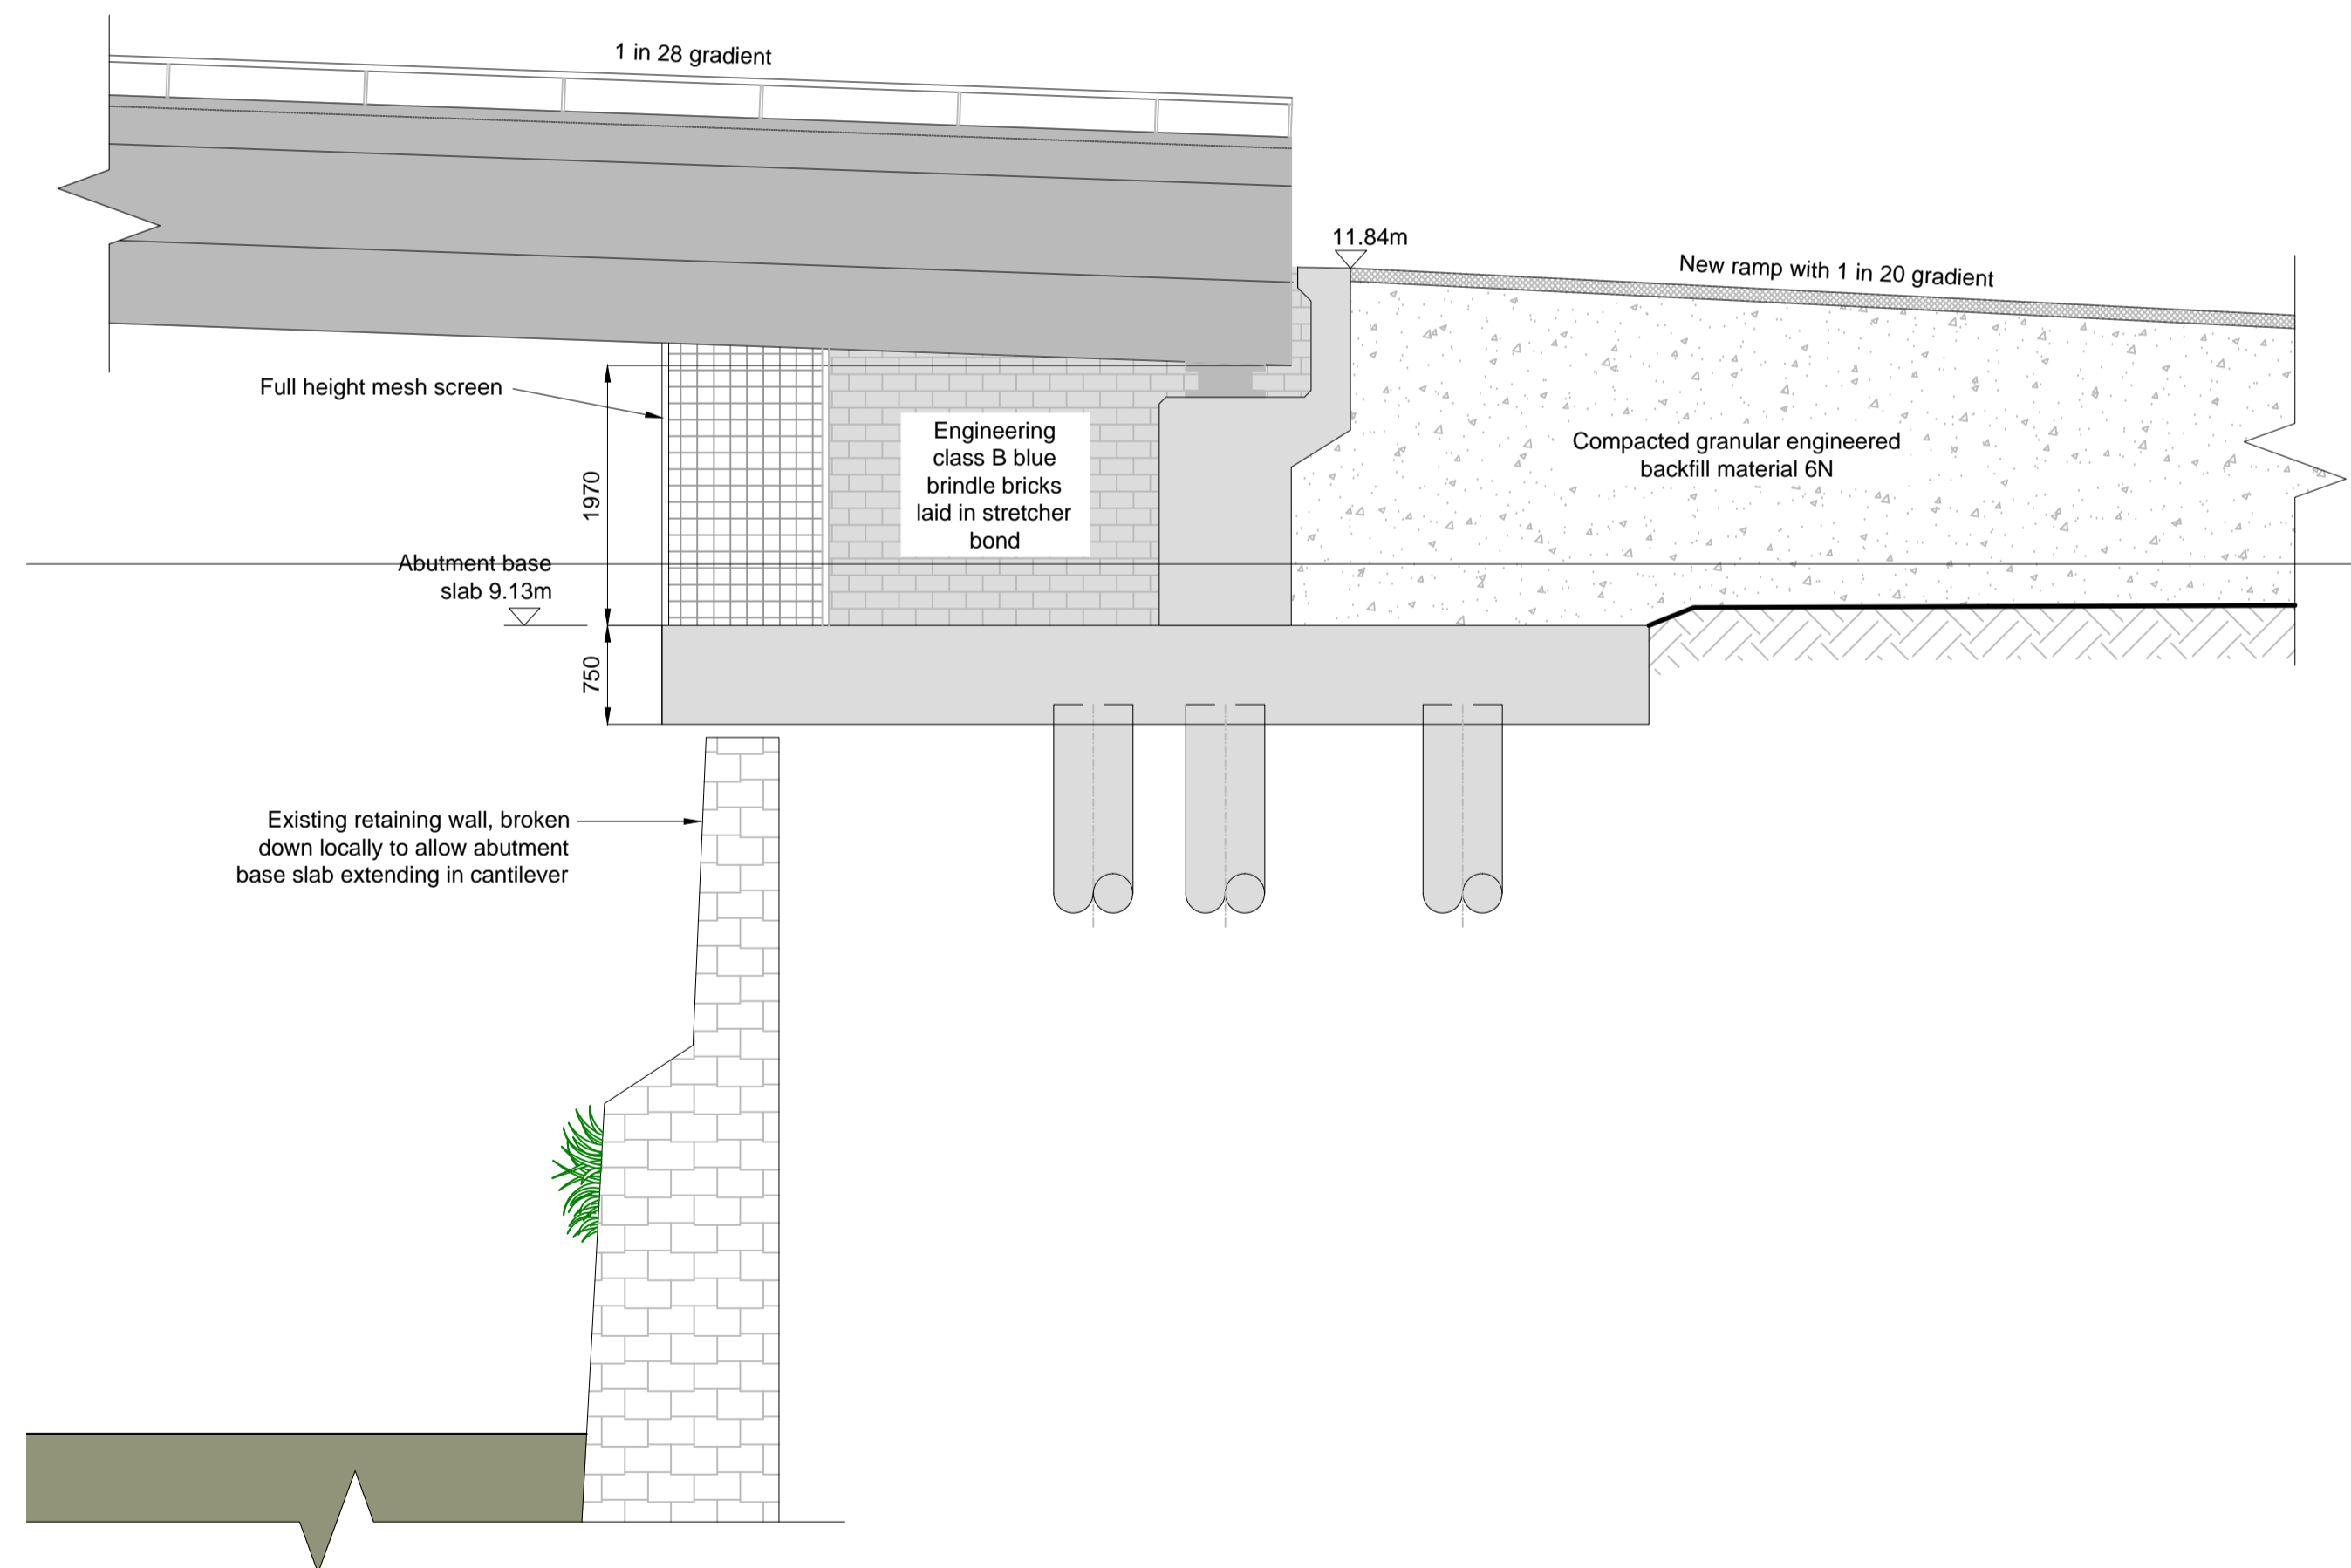 1 in 28 gradient
11.84m
New ramp with 1 in 20 gradient
Full height mesh screen
1970
Engineering
class B blue
brindle bricks
laid in stretcher
bond
Compacted granular engineered
backfill material 6N
Abutment base
slab 9.13m
750
Existing retaining wall, broken
down locally to allow abutment
base slab extending in cantilever